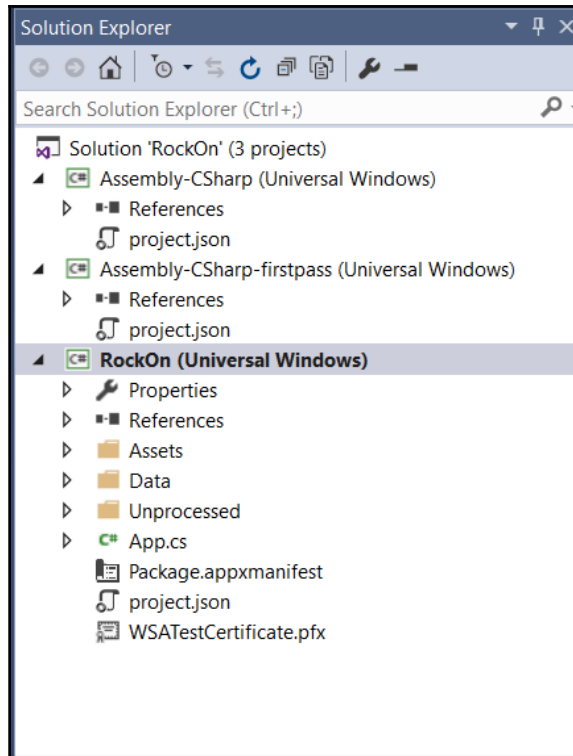 Solution Explorer
Search Solution Explorer (Ctrl+;)
Solution 'RockOn' (3 projects)
C# Assembly-CSharp (Universal Windows)
References
project.json
C# Assembly-CSharp-firstpass (Universal Windows)
References
project.json
C# RockOn (Universal Windows)
Properties
References
Assets
Data
Unprocessed
C# App.cs
Package.appxmanifest
project.json
WSATestCertificate.pfx